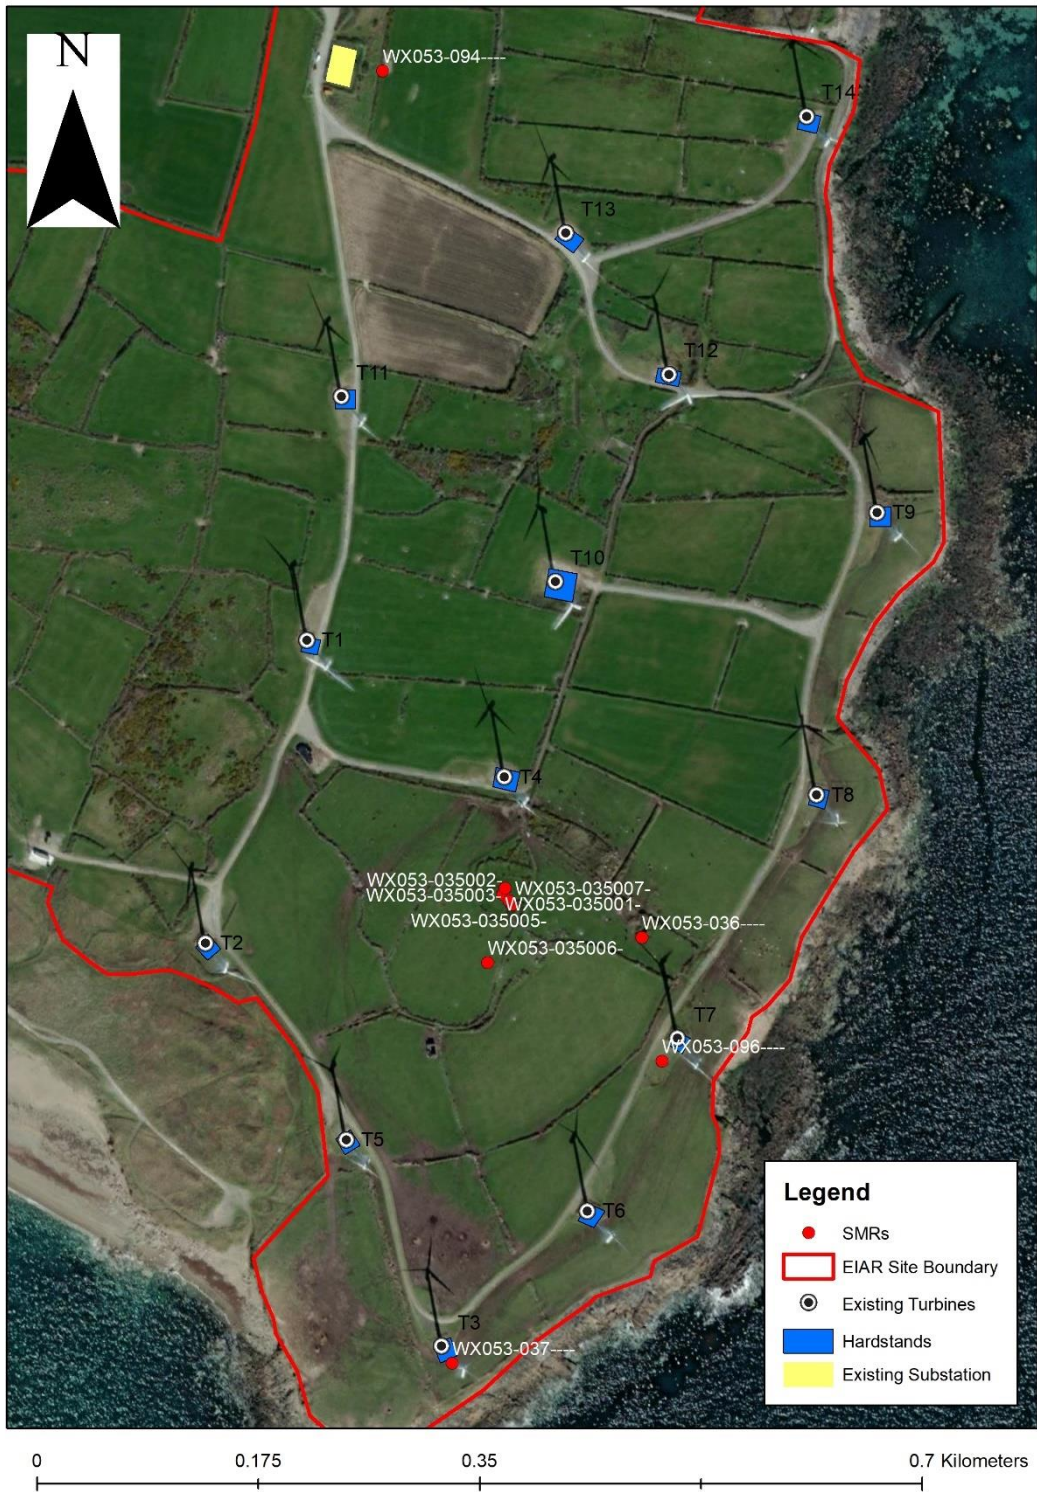 N
WX053-094----
T14
T13
T12
T11
T9
T10
T1
T4
T8
WX053-035002-
WX053-035007-
WX053-035003-
WX053-035001-
WX053-035005-
WX053-036----
T2
WX053-035006-
T7
WX053-096----
T5
T6
T3
WX053-037----
Legend
SMRs
EIAR Site Boundary
Existing Turbines
Hardstands
Existing Substation
0 0.175 0.35 0.7 Kilometers